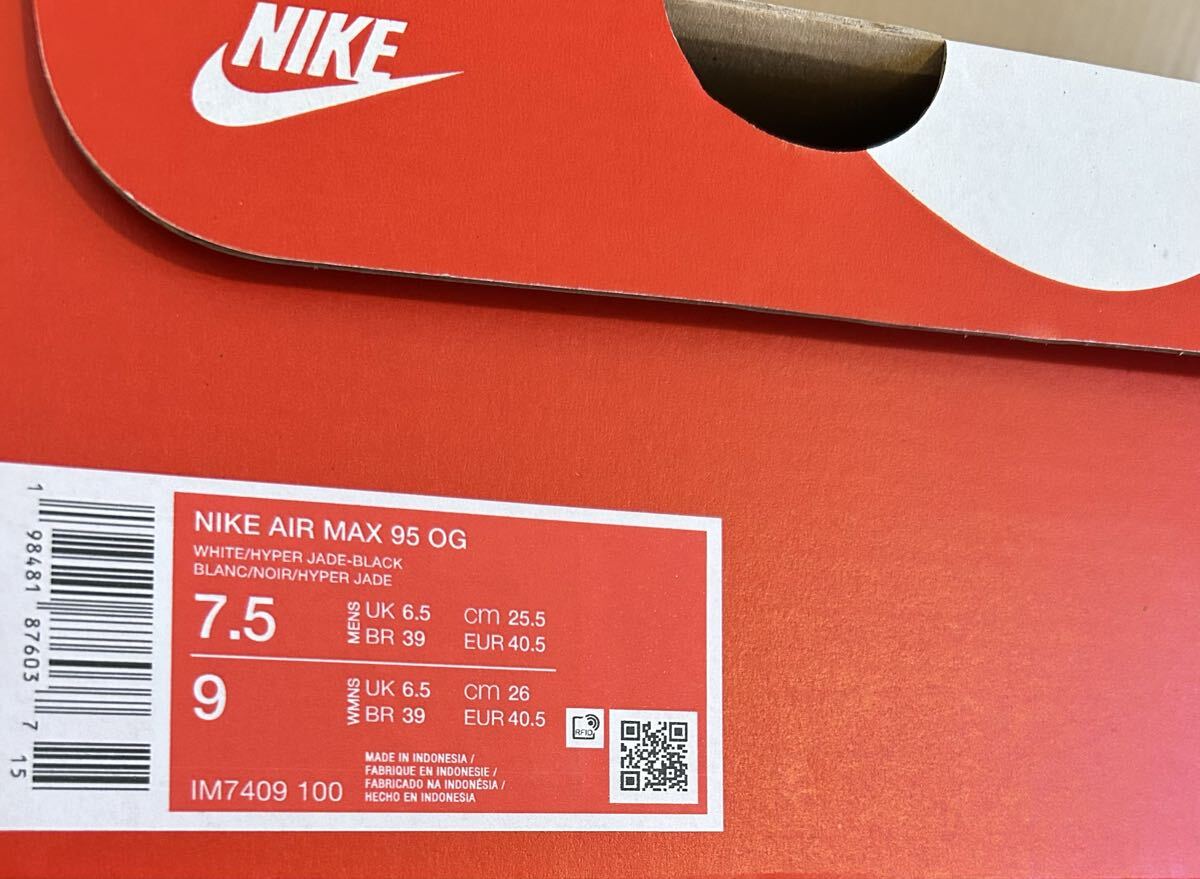 NIKE
NIKE AIR MAX 95 OG
WHITE/HYPER JADE-BLACK
BLANC/NOIR/HYPER JADE
7.5 MENS UK 6.5 cm 25.5
BR 39 EUR 40.5
9 WMNS UK 6.5 cm 26
BR 39 EUR 40.5
RFID
IM7409 100
MADE IN INDONESIA /
FABRIQUE EN INDONESIE /
FABRICADO NA INDONÉSIA /
HECHO EN INDONESIA
1 98481 87603 7 15